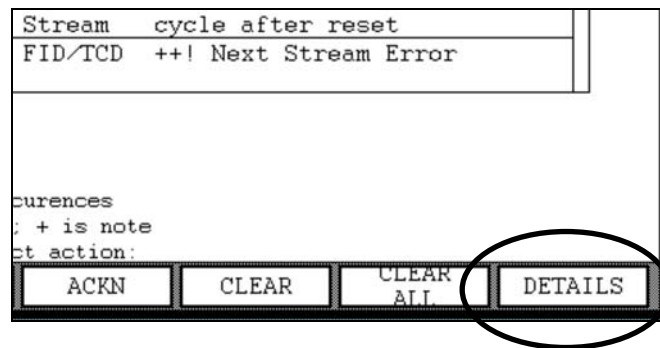 Stream cycle after reset
FID/TCD ++! Next Stream Error
curences
; + is note
ct action:
ACKN CLEAR CLEAR ALL DETAILS